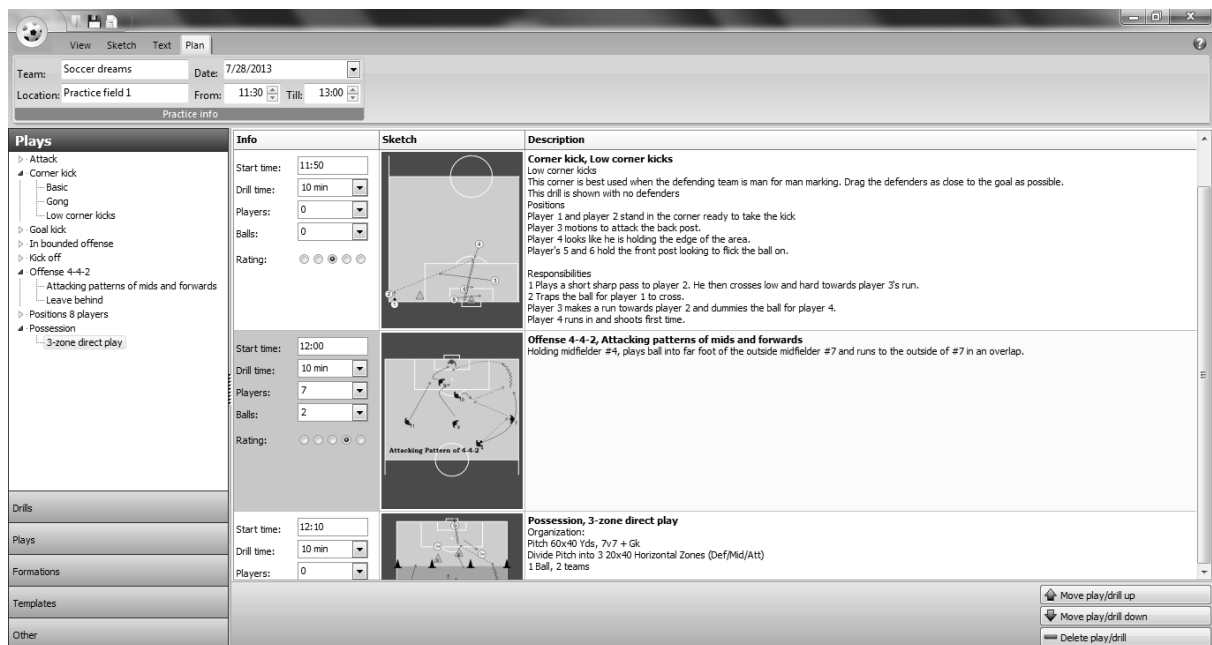 View Sketch Text Plan
Team: Soccer dreams Date: 7/28/2013
Location: Practice field 1 From: 11:30 Till: 13:00
Practice info
Plays
Attack
Corner kick
Basic
Gong
Low corner kicks
Goal kick
In bounded offense
Kick off
Offense 4-4-2
Attacking patterns of mids and forwards
Leave behind
Positions 8 players
Possession
3-zone direct play
Drills
Plays
Formations
Templates
Other
Info Sketch Description
Start time: 11:50
Drill time: 10 min
Players: 0
Balls: 0
Rating:
Corner kick, Low corner kicks
Low corner kicks
This corner is best used when the defending team is man for man marking. Drag the defenders as close to the goal as possible.
This drill is shown with no defenders
Positions
Player 1 and player 2 stand in the corner ready to take the kick
Player 3 motions to attack the back post.
Player 4 looks like he is holding the edge of the area.
Player's 5 and 6 hold the front post looking to flick the ball on.
Responsibilities
1 Plays a short sharp pass to player 2. He then crosses low and hard towards player 3's run.
2 Traps the ball for player 1 to cross.
Player 3 makes a run towards player 2 and dummies the ball for player 4.
Player 4 runs in and shoots first time.
Start time: 12:00
Drill time: 10 min
Players: 7
Balls: 2
Rating:
Attacking Pattern of 4-4-2
Offense 4-4-2, Attacking patterns of mids and forwards
Holding midfielder #4, plays ball into far foot of the outside midfielder #7 and runs to the outside of #7 in an overlap.
Start time: 12:10
Drill time: 10 min
Players: 0
Possession, 3-zone direct play
Organization:
Pitch 60x40 Yds, 7v7 + Gk
Divide Pitch into 3 20x40 Horizontal Zones (Def/Mid/Att)
1 Ball, 2 teams
Move play/drill up
Move play/drill down
Delete play/drill